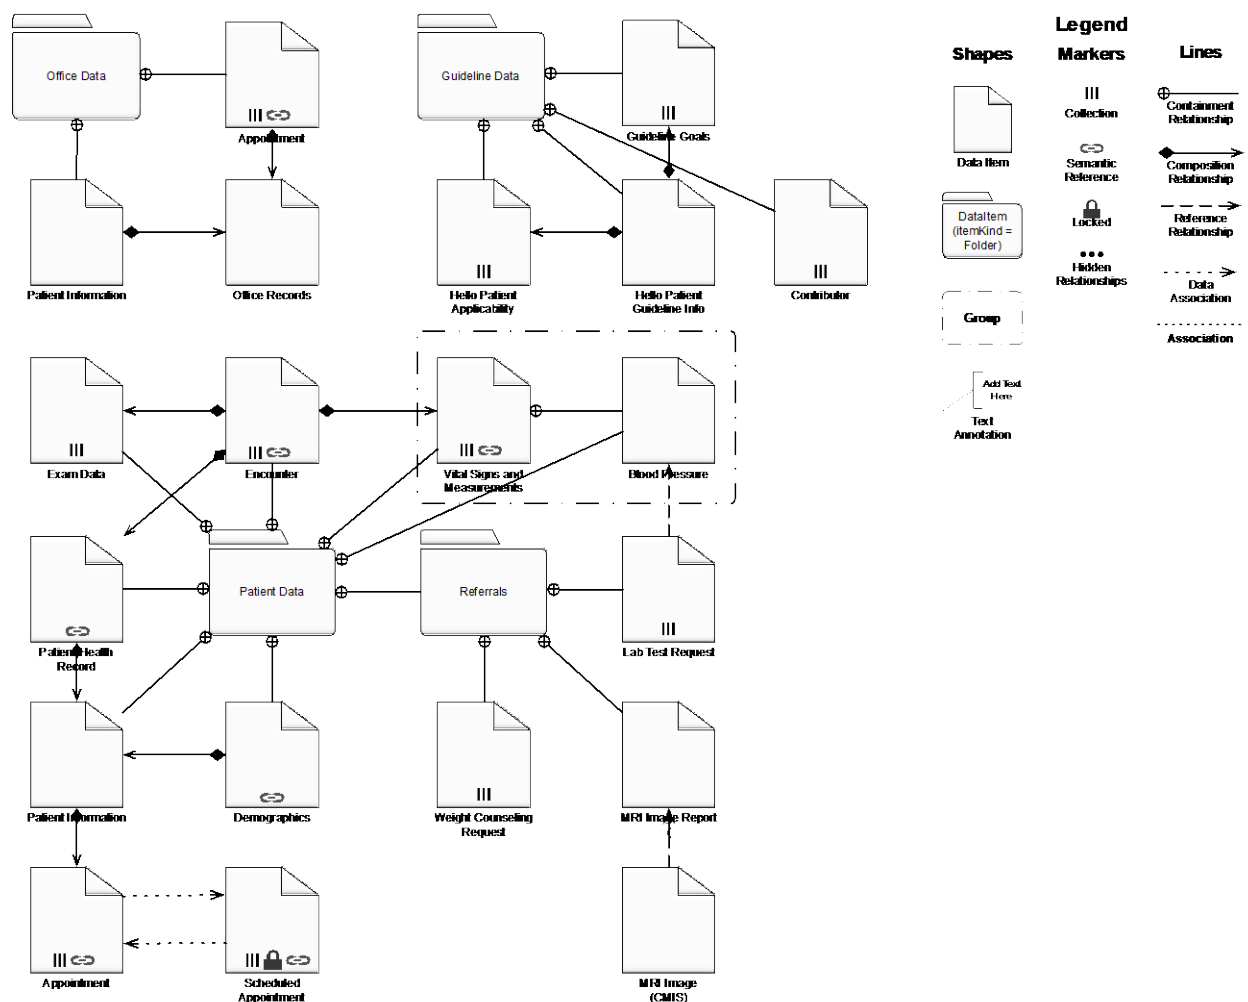 Office Data
Appointment
Patient Information
Office Records
Guideline Data
Guideline Goals
Hello Patient
Applicability
Hello Patient
Guideline Info
Contributor
Exam Data
Encounter
Vital Signs and
Measurements
Blood Pressure
Patient Health
Record
Patient Data
Referrals
Lab Test Request
Patient Information
Demographics
Weight Counseling
Request
MRI Image Report
Appointment
Scheduled
Appointment
MRI Image
(CMIS)
Legend
Shapes
Markers
Lines
Data Item
DataItem
(itemKind =
Folder)
Group
Add Text
Here
Text
Annotation
Collection
Semantic
Reference
Locked
Hidden
Relationships
Containment
Relationship
Composition
Relationship
Reference
Relationship
Data
Association
Association